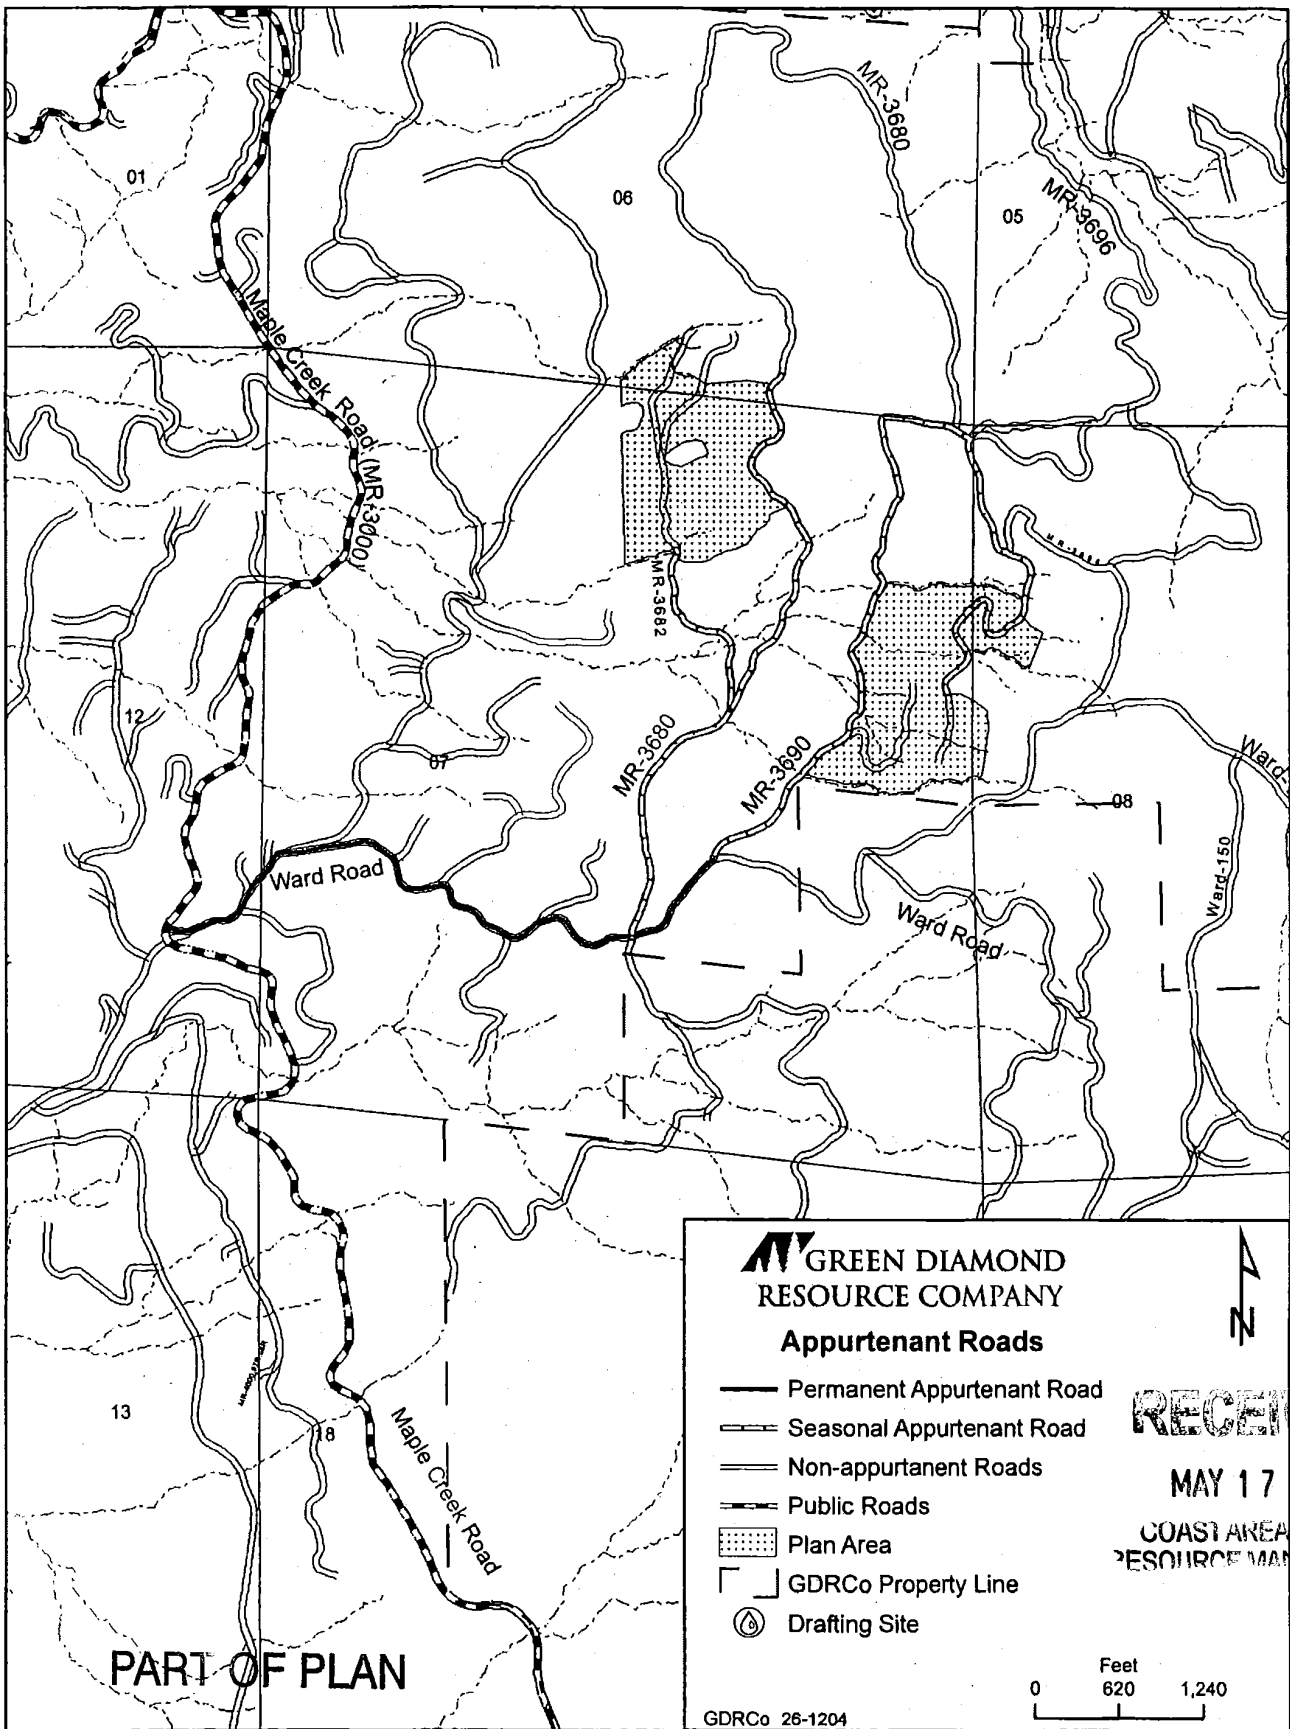 MR-3680
01
06
05
MR-3696
Maple Creek Road (MR-3000)
MR-3682
12
07
MR-3680
MR-3690
Ward-
08
Ward-150
Ward Road
Ward Road
13
18
Maple Creek Road
GREEN DIAMOND
RESOURCE COMPANY
N
Appurtenant Roads
Permanent Appurtenant Road
Seasonal Appurtenant Road
Non-appurtanent Roads
Public Roads
Plan Area
GDRCo Property Line
Drafting Site
RECEI
MAY 17
COAST AREA
RESOURCE MAN
PART OF PLAN
Feet
0 620 1,240
GDRCo 26-1204